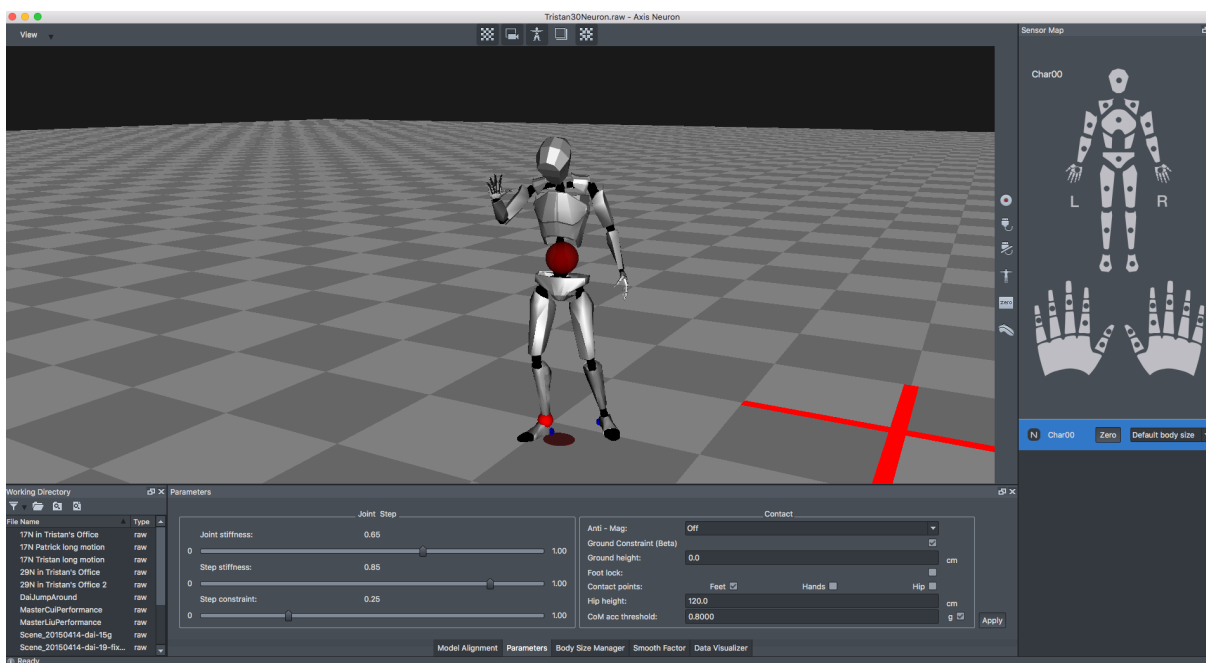 Tristan30Neuron.raw - Axis Neuron
View
Sensor Map
Char00
L R
zero
N Char00 Zero Default body size
Working Directory
File Name Type
17N in Tristan's Office raw
17N Patrick long motion raw
17N Tristan long motion raw
29N in Tristan's Office raw
29N in Tristan's Office 2 raw
DaiJumpAround raw
MasterCuiPerformance raw
MasterLiuPerformance raw
Scene_20150414-dai-15g raw
Scene_20150414-dai-19-fix... raw
Parameters
Joint Step
Joint stiffness: 0.65
0 1.00
Step stiffness: 0.85
0 1.00
Step constraint: 0.25
0 1.00
Contact
Anti - Mag: Off
Ground Constraint (Beta)
Ground height: 0.0 cm
Foot lock:
Contact points: Feet Hands Hip
Hip height: 120.0 cm
CoM acc threshold: 0.8000 g
Apply
Model Alignment Parameters Body Size Manager Smooth Factor Data Visualizer
Ready